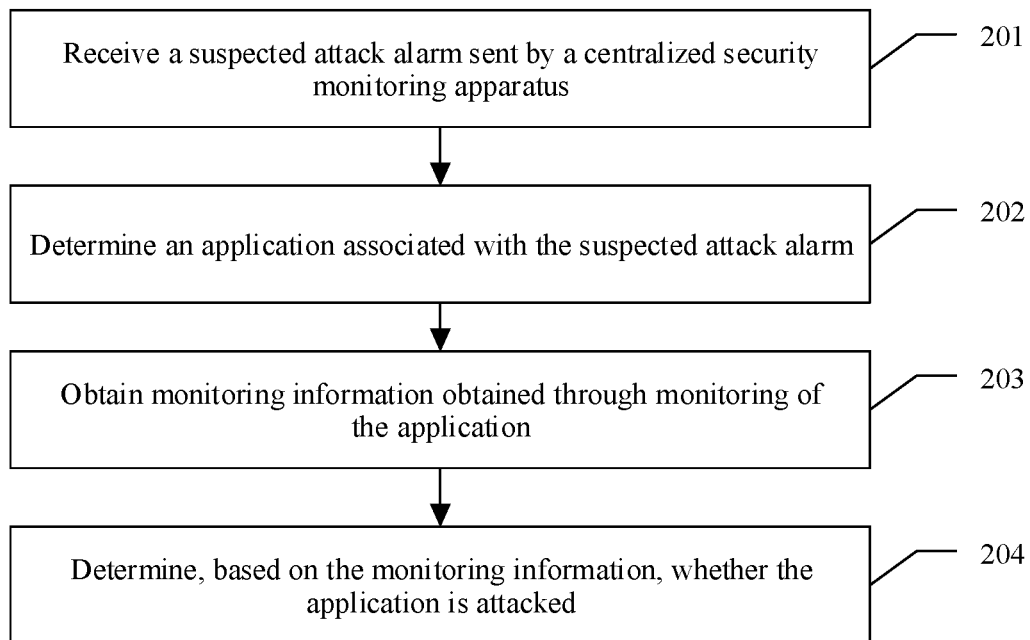 Receive a suspected attack alarm sent by a centralized security
monitoring apparatus
201
Determine an application associated with the suspected attack alarm
202
Obtain monitoring information obtained through monitoring of
the application
203
Determine, based on the monitoring information, whether the
application is attacked
204